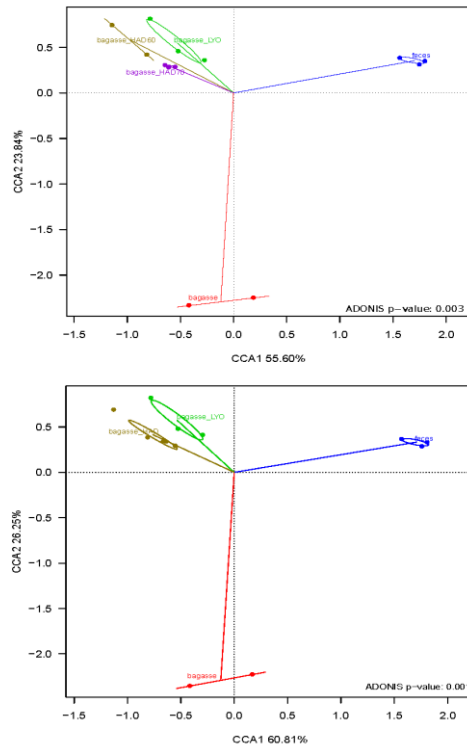 0.5
0.0
−0.5
−1.0
−1.5
−2.0
CCA2 23.84%
bagasse_HAD60
bagasse_LYO
bagasse_HAD70
feces
bagasse
ADONIS p-value: 0.003
−1.5 −1.0 −0.5 0.0 0.5 1.0 1.5 2.0
CCA1 55.60%
0.5
0.0
−0.5
−1.0
−1.5
−2.0
CCA2 26.25%
bagasse_LYO
bagasse_HAD
feces
bagasse
ADONIS p-value: 0.001
−1.5 −1.0 −0.5 0.0 0.5 1.0 1.5 2.0
CCA1 60.81%